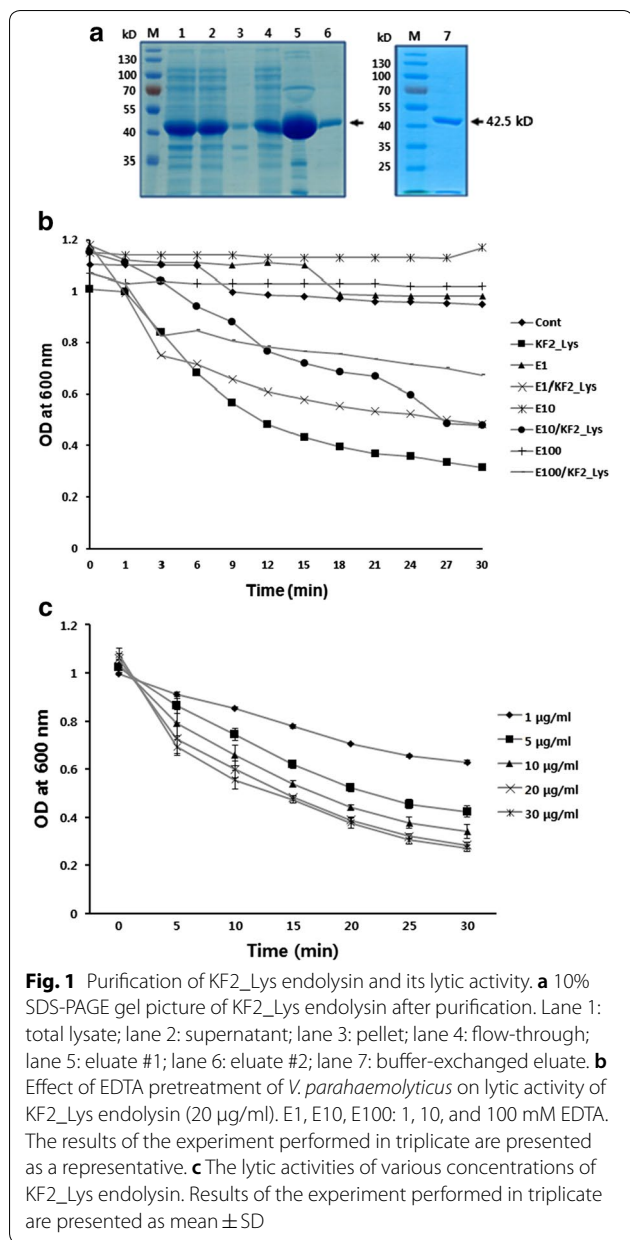 a
kD M 1 2 3 4 5 6
130
100
70
55
40
35
kD M 7
130
100
70
55
40
35
25
42.5 kD
b
1.2
1
0.8
0.6
0.4
0.2
0
OD at 600 nm
0 1 3 6 9 12 15 18 21 24 27 30
Time (min)
Cont
KF2_Lys
E1
E1/KF2_Lys
E10
E10/KF2_Lys
E100
E100/KF2_Lys
c
1.2
1
0.8
0.6
0.4
0.2
0
OD at 600 nm
0 5 10 15 20 25 30
Time (min)
1 µg/ml
5 µg/ml
10 µg/ml
20 µg/ml
30 µg/ml
Fig. 1 Purification of KF2_Lys endolysin and its lytic activity. a 10%
SDS-PAGE gel picture of KF2_Lys endolysin after purification. Lane 1:
total lysate; lane 2: supernatant; lane 3: pellet; lane 4: flow-through;
lane 5: eluate #1; lane 6: eluate #2; lane 7: buffer-exchanged eluate. b
Effect of EDTA pretreatment of V. parahaemolyticus on lytic activity of
KF2_Lys endolysin (20 µg/ml). E1, E10, E100: 1, 10, and 100 mM EDTA.
The results of the experiment performed in triplicate are presented
as a representative. c The lytic activities of various concentrations of
KF2_Lys endolysin. Results of the experiment performed in triplicate
are presented as mean ± SD